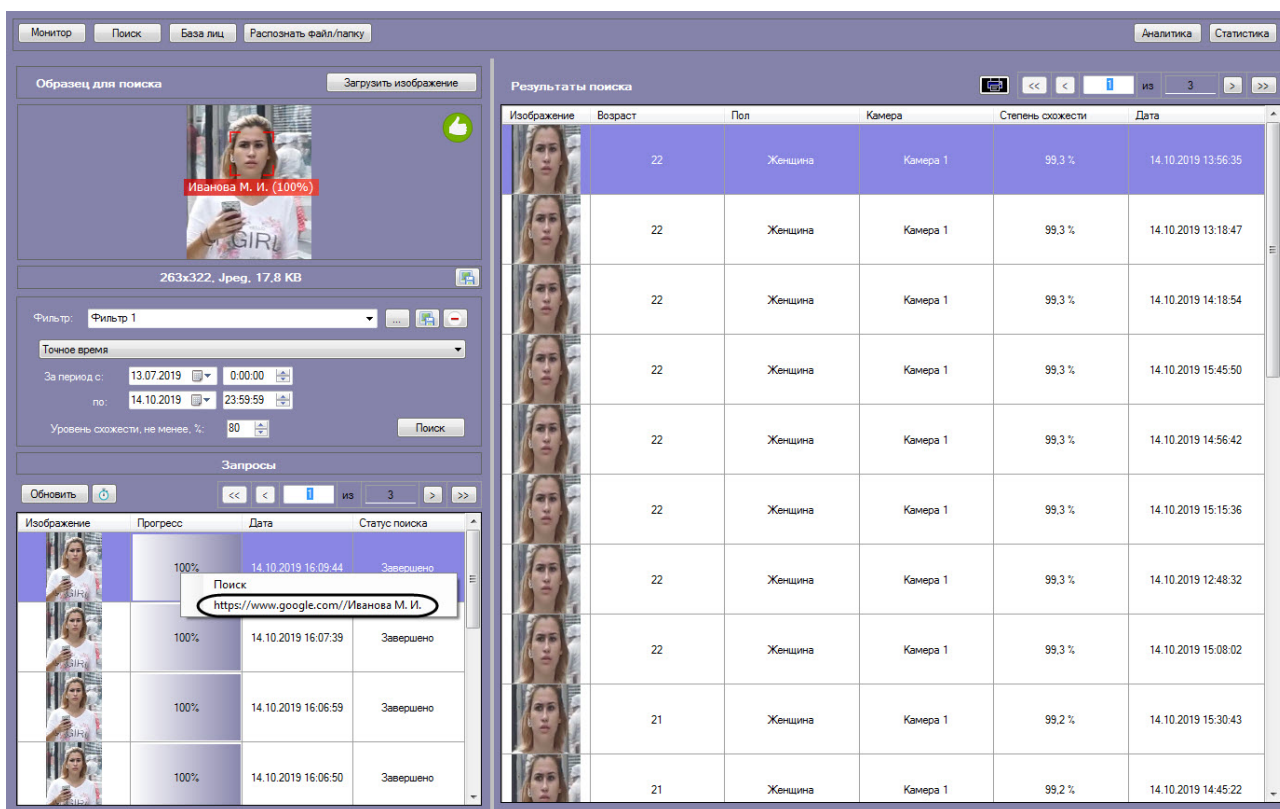 Монитор Поиск База лиц Распознать файл/папку Аналитика Статистика
Образец для поиска Загрузить изображение
Иванова М. И. (100%)
GIRL
263x322, Jpeg, 17,8 KB
Фильтр: Фильтр 1 ...
Точное время
За период с: 13.07.2019 0:00:00
по: 14.10.2019 23:59:59
Уровень схожести, не менее, %: 80 Поиск
Запросы
Обновить << < 1 из 3 > >>
Изображение Прогресс Дата Статус поиска
100% 14.10.2019 16:09:44 Завершено
Поиск
https://www.google.com//Иванова М. И.
100% 14.10.2019 16:07:39 Завершено
100% 14.10.2019 16:06:59 Завершено
100% 14.10.2019 16:06:50 Завершено
Результаты поиска << < 1 из 3 > >>
Изображение Возраст Пол Камера Степень схожести Дата
22 Женщина Камера 1 99,3 % 14.10.2019 13:56:35
22 Женщина Камера 1 99,3 % 14.10.2019 13:18:47
22 Женщина Камера 1 99,3 % 14.10.2019 14:18:54
22 Женщина Камера 1 99,3 % 14.10.2019 15:45:50
22 Женщина Камера 1 99,3 % 14.10.2019 14:56:42
22 Женщина Камера 1 99,3 % 14.10.2019 15:15:36
22 Женщина Камера 1 99,3 % 14.10.2019 12:48:32
22 Женщина Камера 1 99,3 % 14.10.2019 15:08:02
21 Женщина Камера 1 99,2 % 14.10.2019 15:30:43
21 Женщина Камера 1 99,2 % 14.10.2019 14:45:22